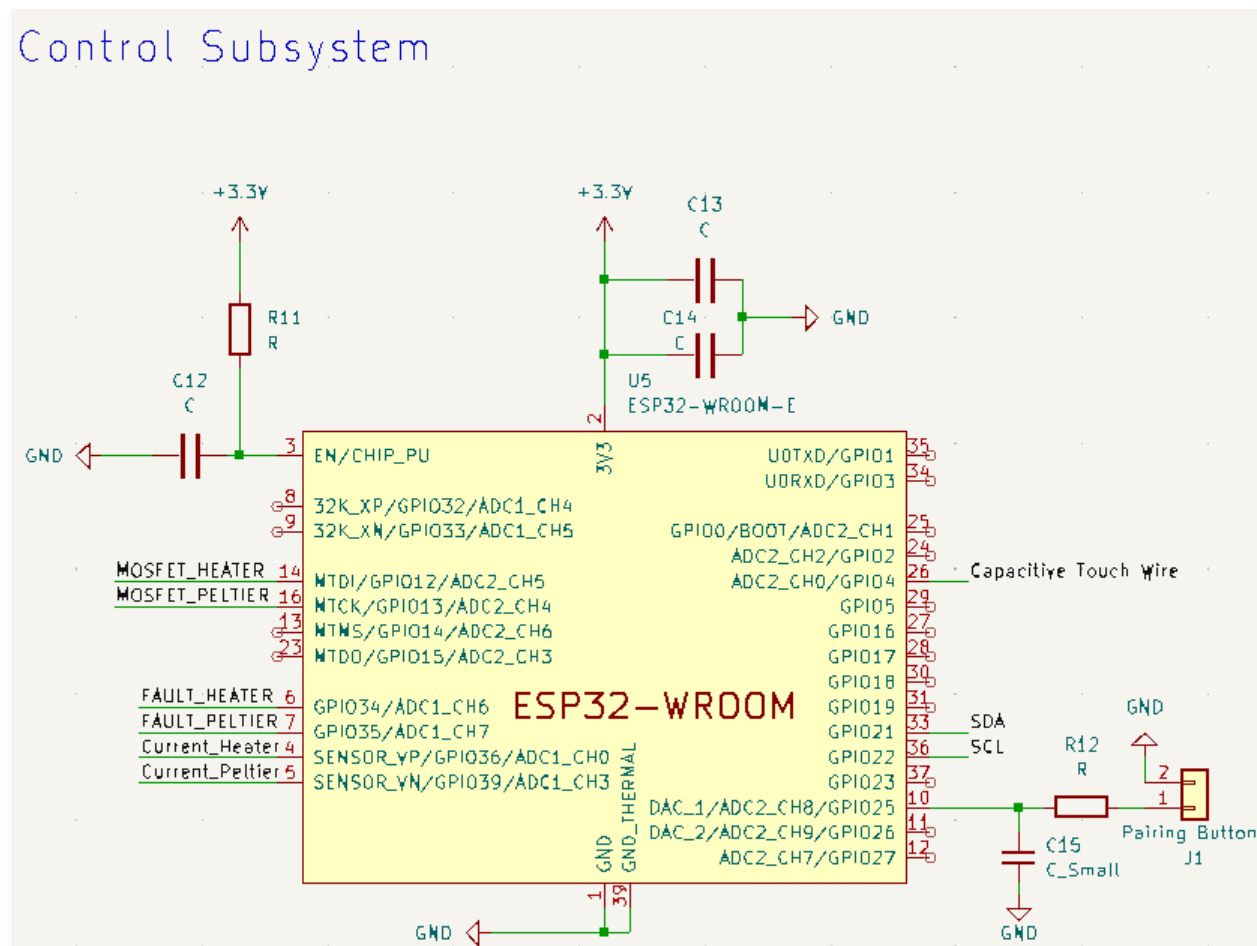 Control Subsystem
+3.3V
+3.3V
C13
C
R11
R
C14
C
GND
C12
C
U5
ESP32-WROOM-E
GND
3
EN/CHIP_PU
2
3V3
U0TXD/GPIO1
35
U0RXD/GPIO3
34
8
32K_XP/GPIO32/ADC1_CH4
9
32K_XN/GPIO33/ADC1_CH5
GPIO0/BOOT/ADC2_CH1
25
ADC2_CH2/GPIO2
24
MOSFET_HEATER
14
MTDI/GPIO12/ADC2_CH5
ADC2_CH0/GPIO4
26
Capacitive Touch Wire
MOSFET_PELTIER
16
MTCK/GPIO13/ADC2_CH4
GPIO5
29
13
MTMS/GPIO14/ADC2_CH6
GPIO16
27
23
MTDO/GPIO15/ADC2_CH3
GPIO17
28
GPIO18
30
FAULT_HEATER
6
GPIO34/ADC1_CH6
ESP32-WROOM
GPIO19
31
FAULT_PELTIER
7
GPIO35/ADC1_CH7
GPIO21
33
SDA
Current_Heater
4
SENSOR_VP/GPIO36/ADC1_CH0
GPIO22
36
SCL
Current_Peltier
5
SENSOR_VN/GPIO39/ADC1_CH3
GPIO23
37
GND
R12
R
2
1
Pairing Button
J1
DAC_1/ADC2_CH8/GPIO25
10
DAC_2/ADC2_CH9/GPIO26
11
ADC2_CH7/GPIO27
12
C15
C_Small
GND
GND
GND_THERMAL
1
39
GND